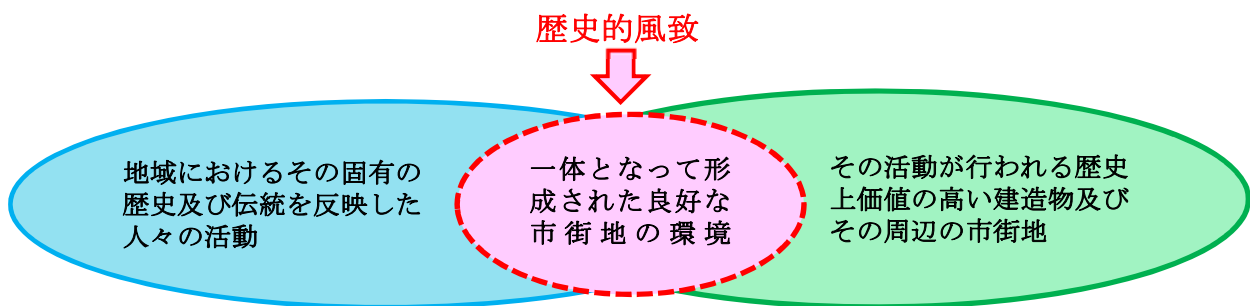 歴史的風致
地域におけるその固有の
歴史及び伝統を反映した
人々の活動
一体となって形
成された良好な
市街地の環境
その活動が行われる歴史
上価値の高い建造物及び
その周辺の市街地